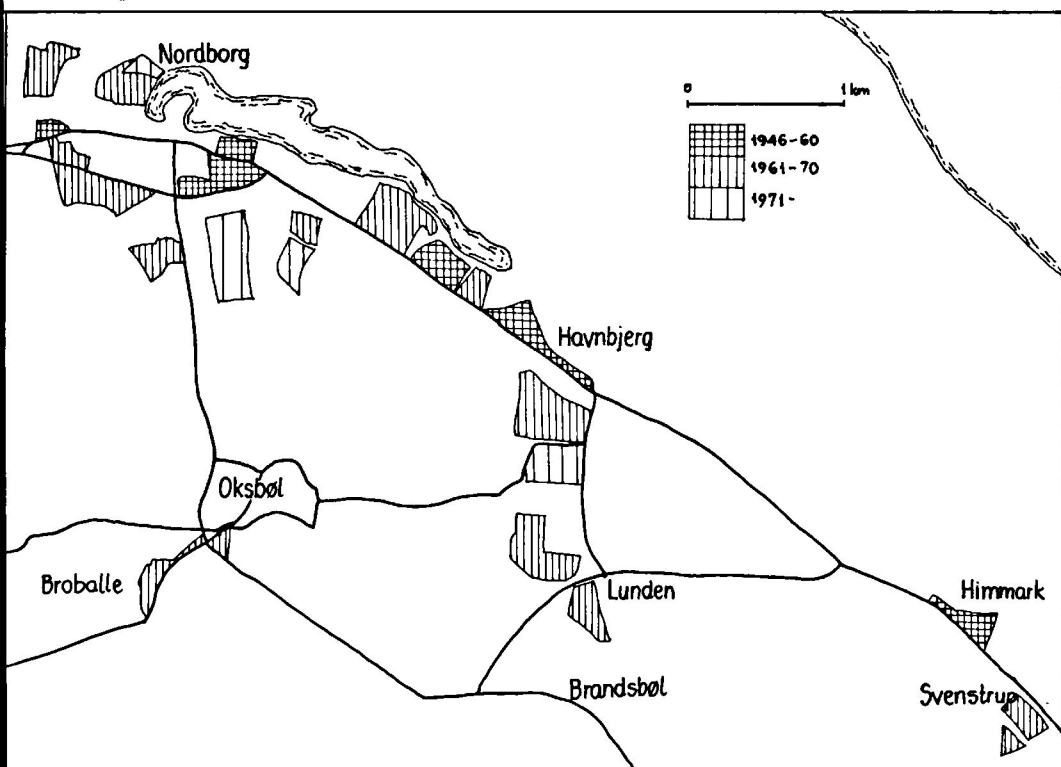 Nordborg
0 1 km
1946-60
1961-70
1971-
Havnbjerg
Oksbøl
Broballe
Lunden
Himmark
Brandsbøl
Svenstrup